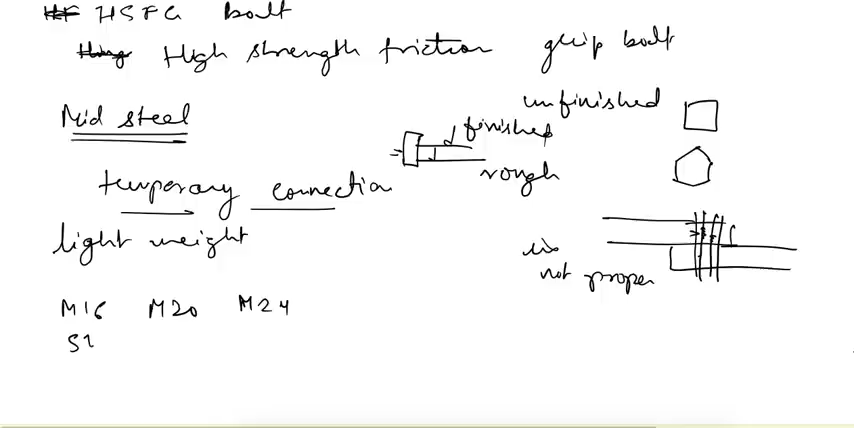 HSFG bolt
High strength friction grip bolt
unfinished
Mid steel
finished
rough
temporary connection
light weight
is
not proper
M16 M20 M24
S2